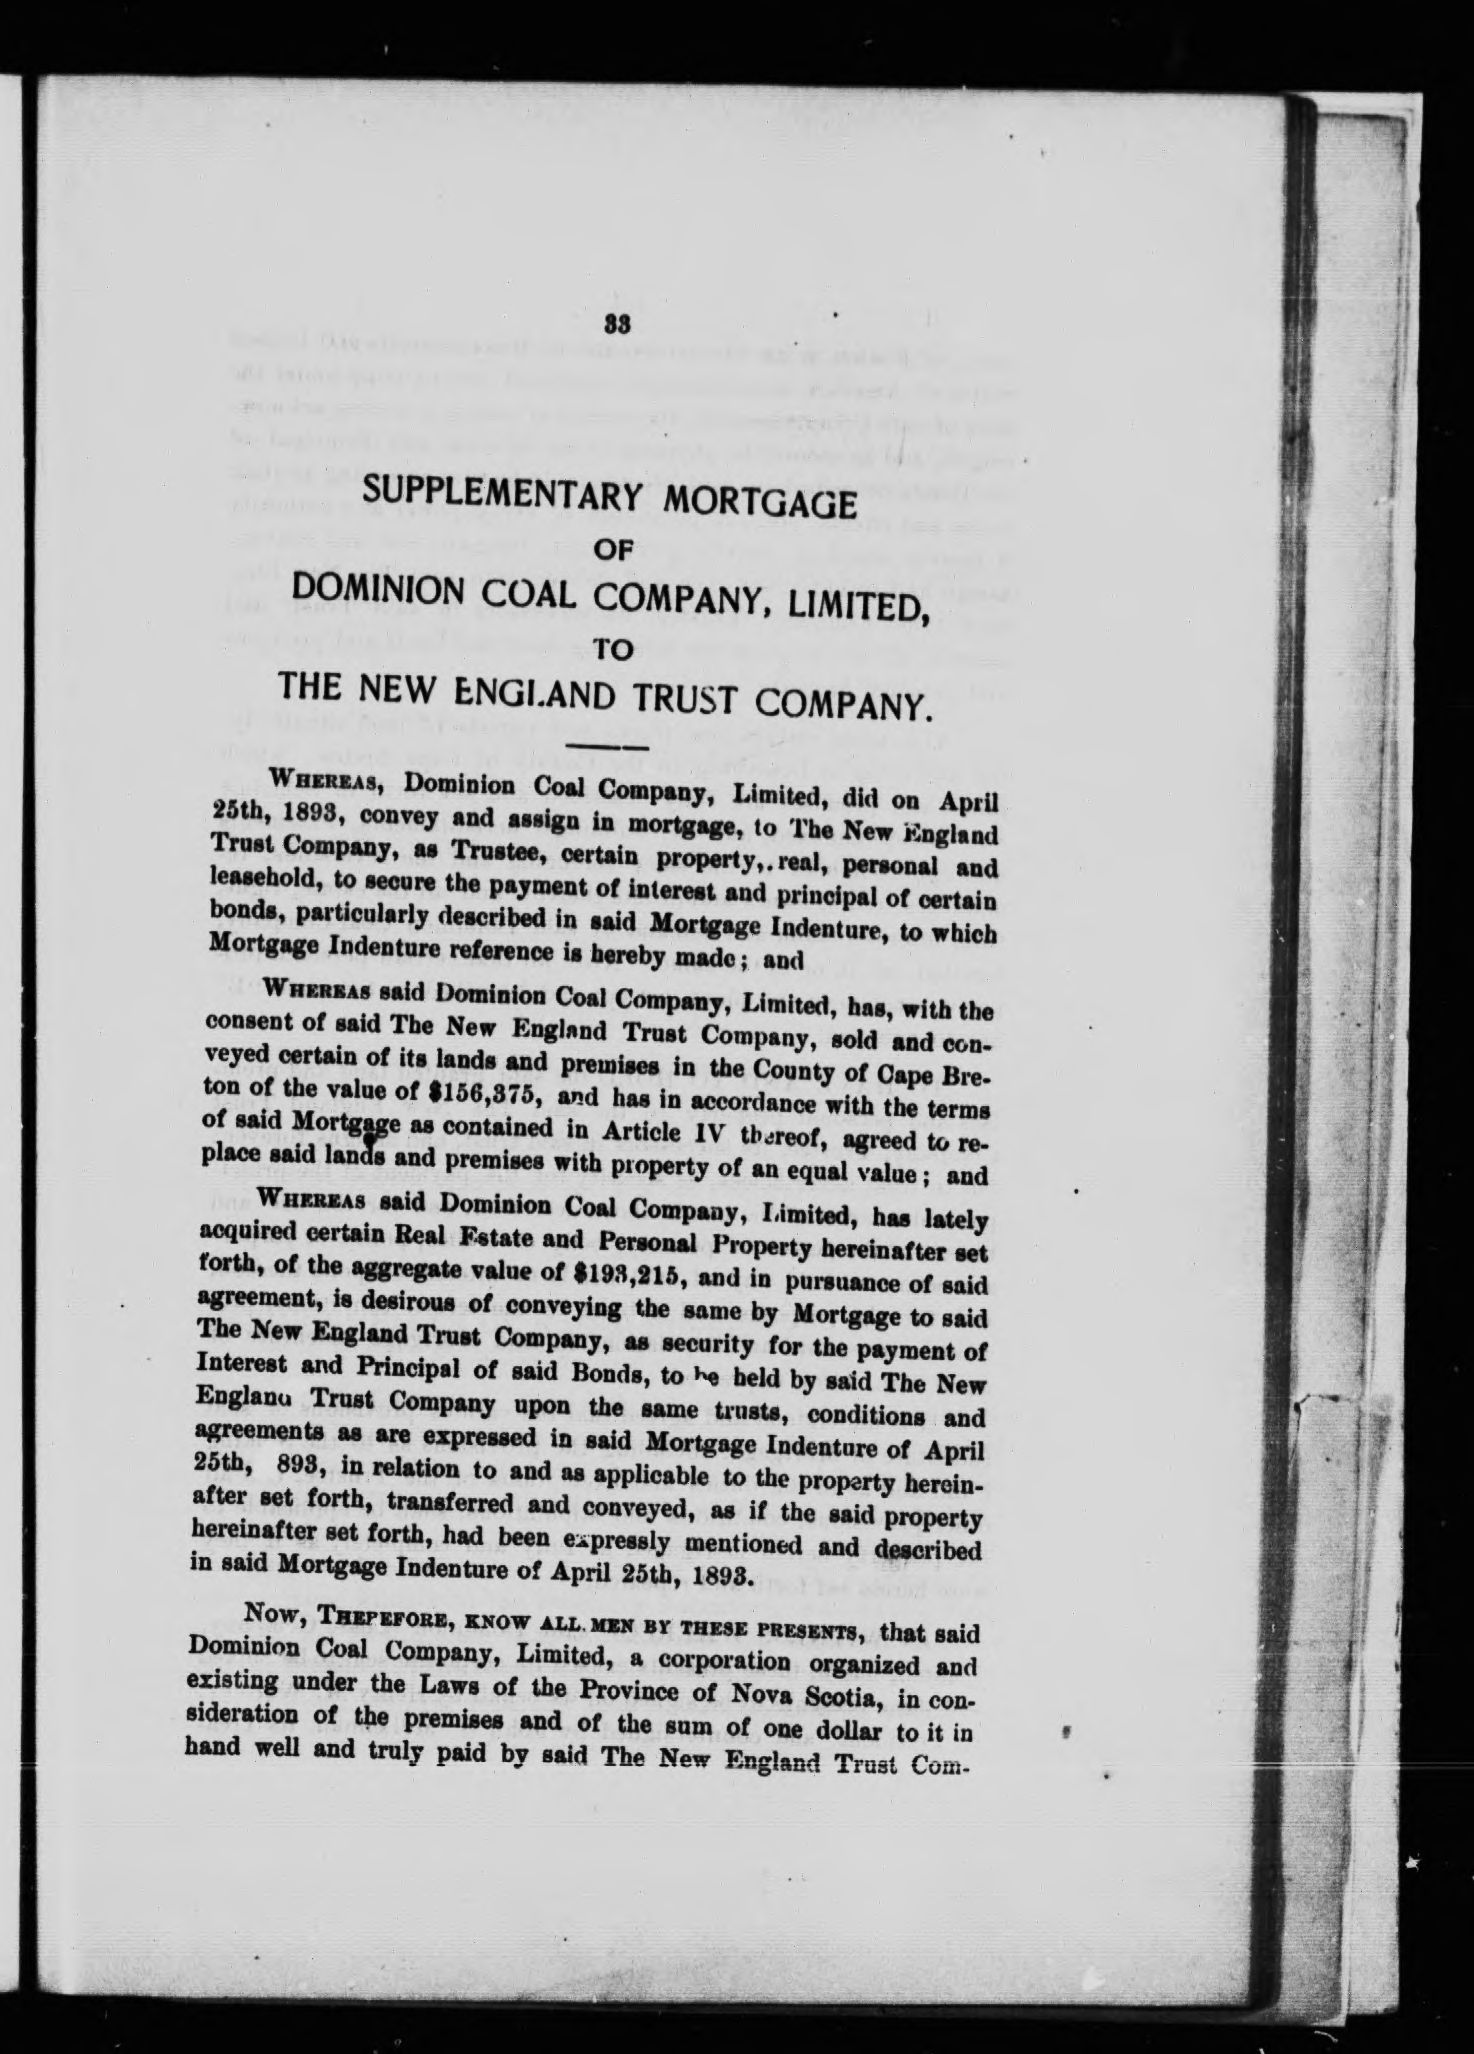 33
SUPPLEMENTARY MORTGAGE
OF
DOMINION COAL COMPANY, LIMITED,
TO
THE NEW ENGLAND TRUST COMPANY.
WHEREAS, Dominion Coal Company, Limited, did on April
25th, 1893, convey and assign in mortgage, to The New England
Trust Company, as Trustee, certain property, real, personal and
leasehold, to secure the payment of interest and principal of certain
bonds, particularly described in said Mortgage Indenture, to which
Mortgage Indenture reference is hereby made; and
WHEREAS said Dominion Coal Company, Limited, has, with the
consent of said The New England Trust Company, sold and con-
veyed certain of its lands and premises in the County of Cape Bre-
ton of the value of $156,375, and has in accordance with the terms
of said Mortgage as contained in Article IV thereof, agreed to re-
place said lands and premises with property of an equal value; and
WHEREAS said Dominion Coal Company, Limited, has lately
acquired certain Real Estate and Personal Property hereinafter set
forth, of the aggregate value of $193,215, and in pursuance of said
agreement, is desirous of conveying the same by Mortgage to said
The New England Trust Company, as security for the payment of
Interest and Principal of said Bonds, to be held by said The New
England Trust Company upon the same trusts, conditions and
agreements as are expressed in said Mortgage Indenture of April
25th, 893, in relation to and as applicable to the property herein-
after set forth, transferred and conveyed, as if the said property
hereinafter set forth, had been expressly mentioned and described
in said Mortgage Indenture of April 25th, 1893.
NOW, THEREFORE, KNOW ALL MEN BY THESE PRESENTS, that said
Dominion Coal Company, Limited, a corporation organized and
existing under the Laws of the Province of Nova Scotia, in con-
sideration of the premises and of the sum of one dollar to it in
hand well and truly paid by said The New England Trust Com-